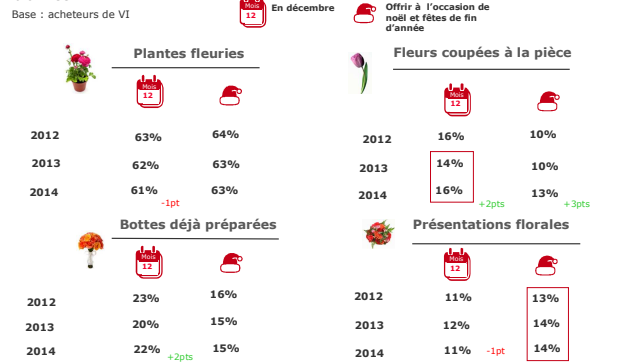 Base : acheteurs de VI
Mois
12
En décembre
Offrir à l'occasion de
noël et fêtes de fin
d'année
Plantes fleuries
Mois
12
2012 63% 64%
2013 62% 63%
2014 61% -1pt 63%
Fleurs coupées à la pièce
Mois
12
2012 16% 10%
2013 14% 10%
2014 16% +2pts 13% +3pts
Bottes déjà préparées
Mois
12
2012 23% 16%
2013 20% 15%
2014 22% +2pts 15%
Présentations florales
Mois
12
2012 11% 13%
2013 12% 14%
2014 11% -1pt 14%